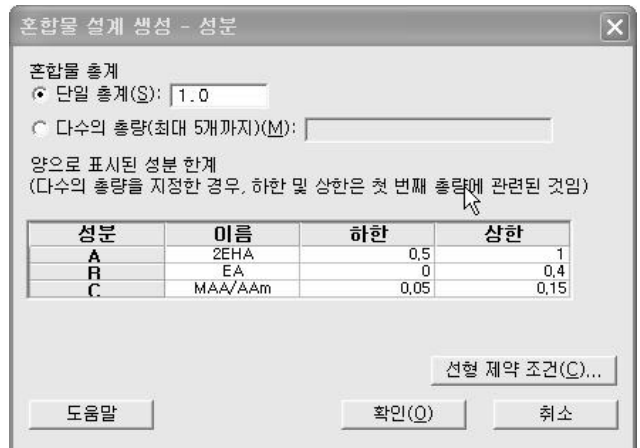 혼합물 설계 생성 - 성분
혼합물 총계
단일 총계(S): 1.0
다수의 총량(최대 5개까지)(M):
양으로 표시된 성분 한계
(다수의 총량을 지정한 경우, 하한 및 상한은 첫 번째 총량에 관련된 것임)
성분 이름 하한 상한
A 2EHA 0,5 1
B EA 0 0,4
C MAA/AAm 0,05 0,15
선형 제약 조건(C)...
도움말 확인(O) 취소